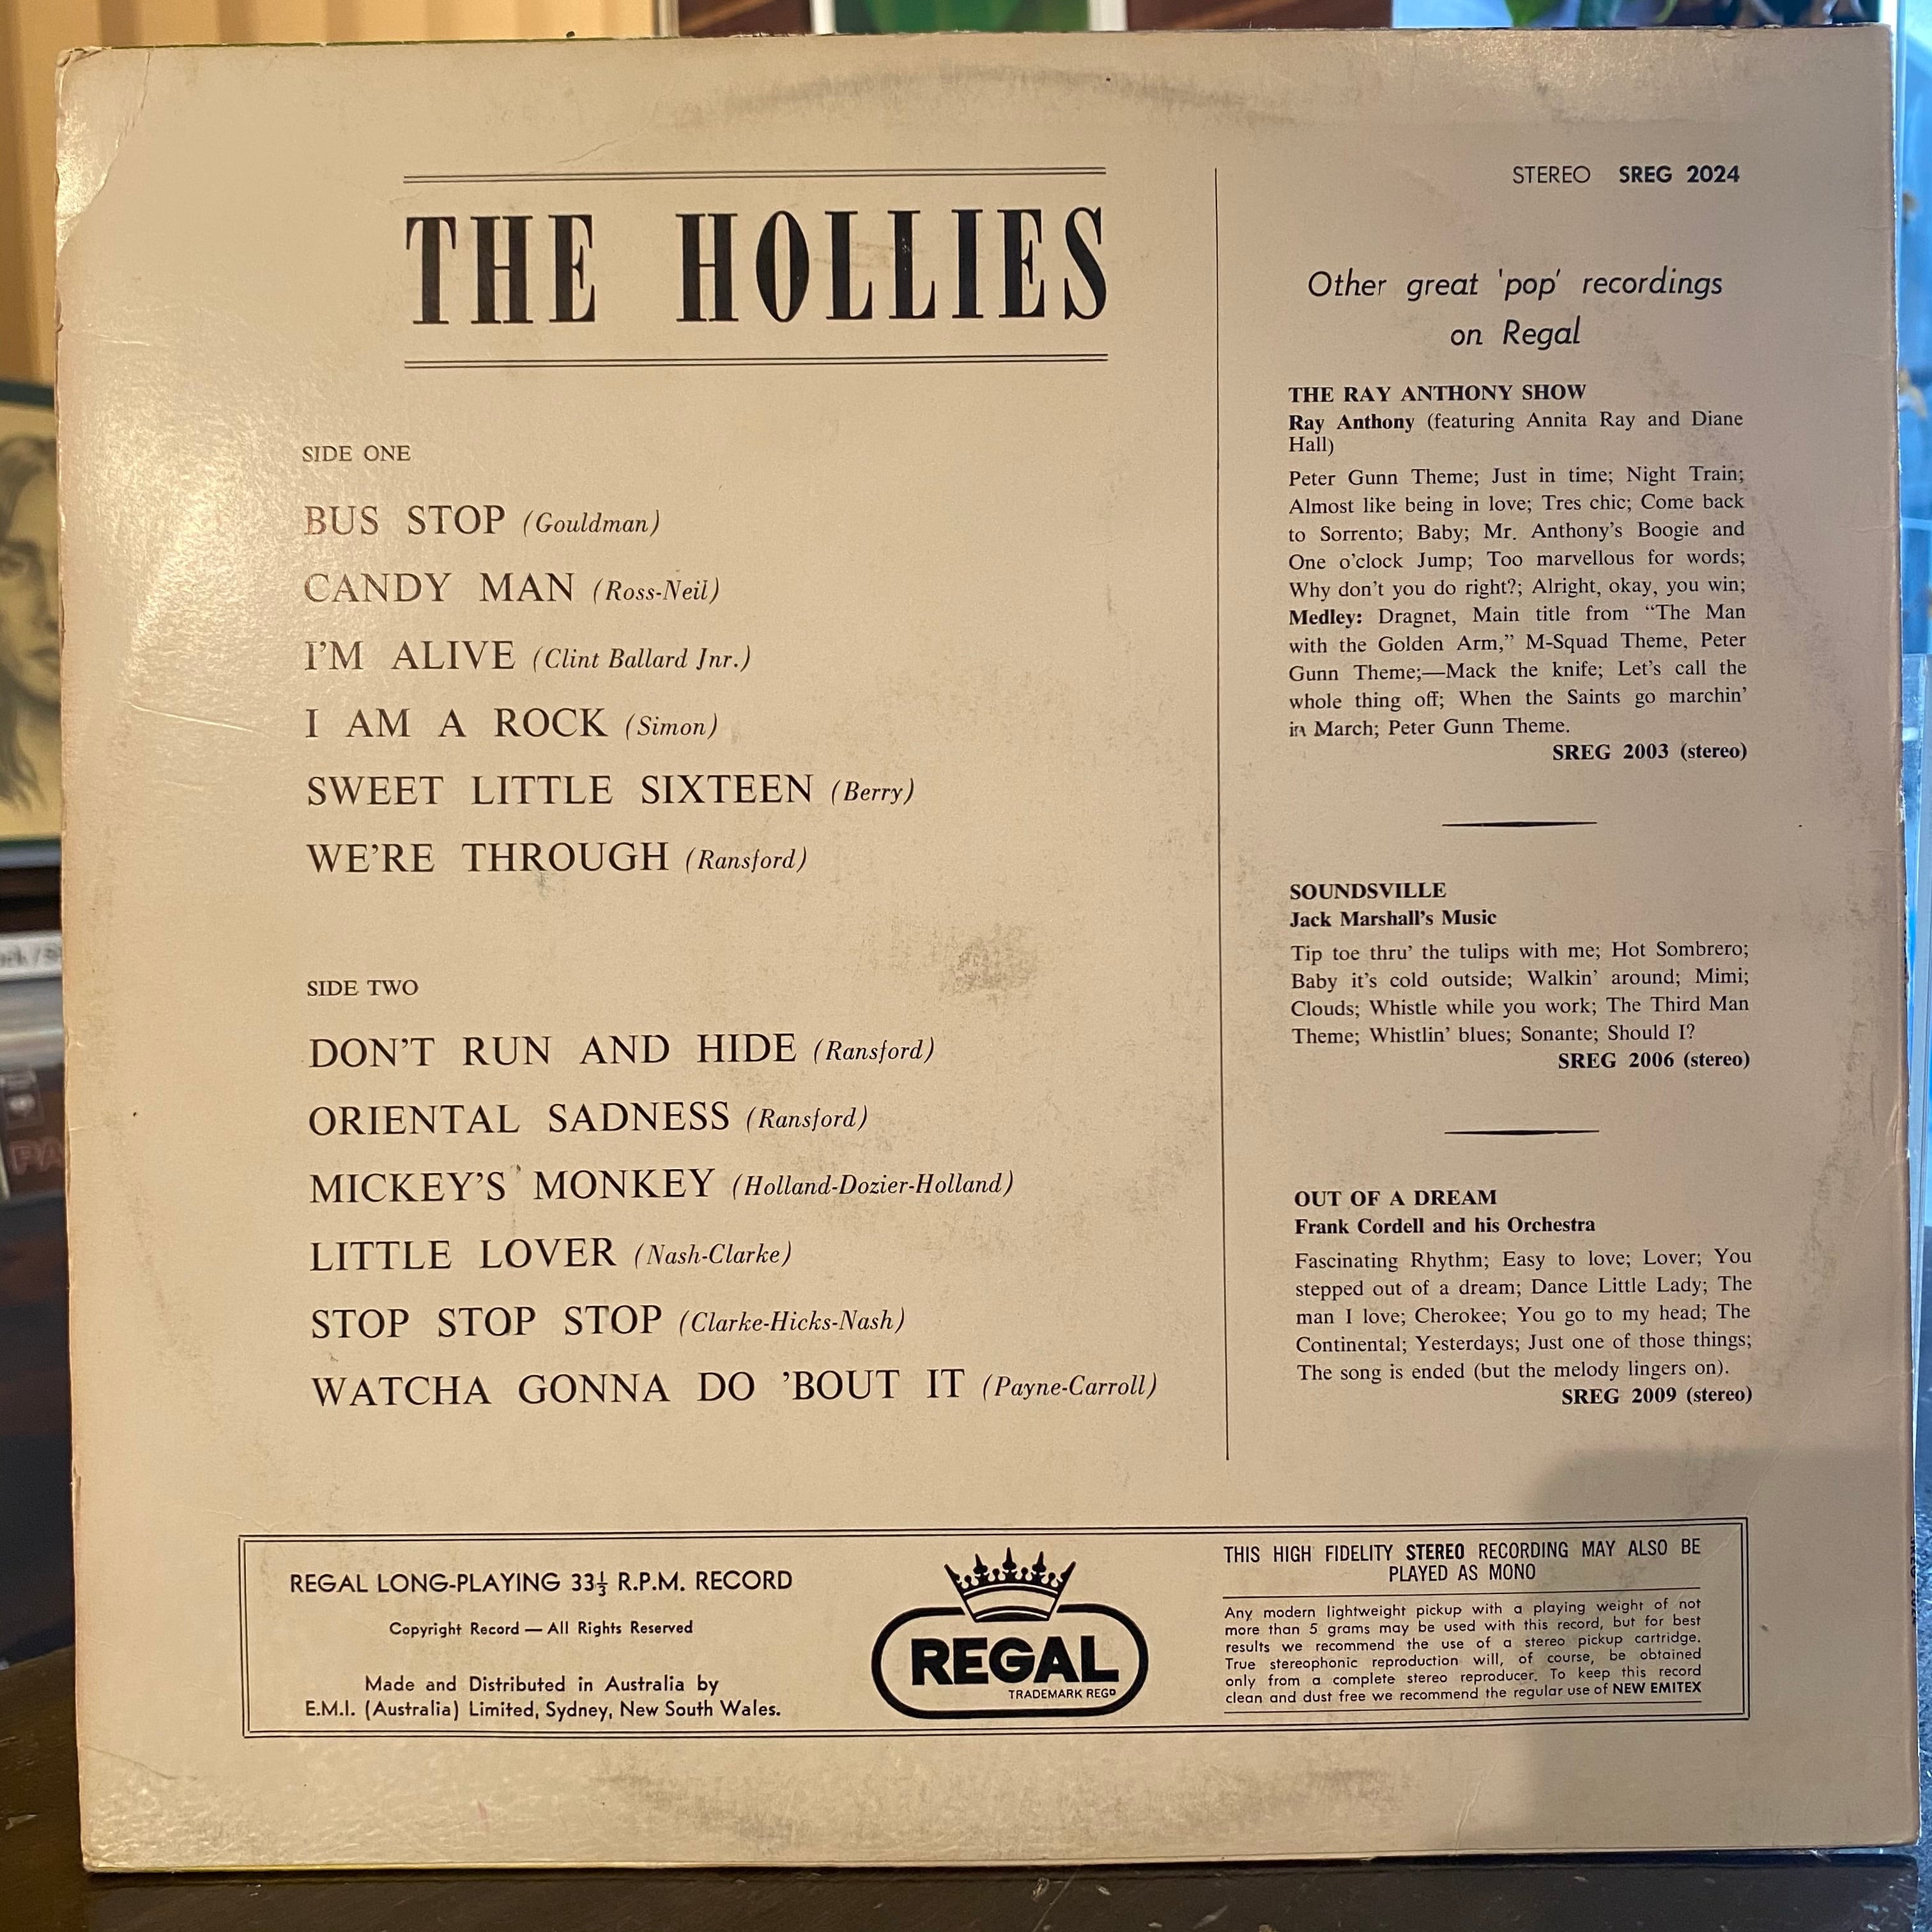 THE HOLLIES
SIDE ONE
BUS STOP (Gouldman)
CANDY MAN (Ross-Neil)
I'M ALIVE (Clint Ballard Jnr.)
I AM A ROCK (Simon)
SWEET LITTLE SIXTEEN (Berry)
WE'RE THROUGH (Ransford)
SIDE TWO
DON'T RUN AND HIDE (Ransford)
ORIENTAL SADNESS (Ransford)
MICKEY'S MONKEY (Holland-Dozier-Holland)
LITTLE LOVER (Nash-Clarke)
STOP STOP STOP (Clarke-Hicks-Nash)
WATCHA GONNA DO 'BOUT IT (Payne-Carroll)
STEREO SREG 2024
Other great 'pop' recordings
on Regal
THE RAY ANTHONY SHOW
Ray Anthony (featuring Annita Ray and Diane
Hall)
Peter Gunn Theme; Just in time; Night Train;
Almost like being in love; Tres chic; Come back
to Sorrento; Baby; Mr. Anthony's Boogie and
One o'clock Jump; Too marvellous for words;
Why don't you do right?; Alright, okay, you win;
Medley: Dragnet, Main title from "The Man
with the Golden Arm," M-Squad Theme, Peter
Gunn Theme;—Mack the knife; Let's call the
whole thing off; When the Saints go marchin'
in March; Peter Gunn Theme.
SREG 2003 (stereo)
SOUNDSVILLE
Jack Marshall's Music
Tip toe thru' the tulips with me; Hot Sombrero;
Baby it's cold outside; Walkin' around; Mimi;
Clouds; Whistle while you work; The Third Man
Theme; Whistlin' blues; Sonante; Should I?
SREG 2006 (stereo)
OUT OF A DREAM
Frank Cordell and his Orchestra
Fascinating Rhythm; Easy to love; Lover; You
stepped out of a dream; Dance Little Lady; The
man I love; Cherokee; You go to my head; The
Continental; Yesterdays; Just one of those things;
The song is ended (but the melody lingers on).
SREG 2009 (stereo)
REGAL LONG-PLAYING 33⅓ R.P.M. RECORD
Copyright Record — All Rights Reserved
Made and Distributed in Australia by
E.M.I. (Australia) Limited, Sydney, New South Wales.
REGAL
TRADEMARK REGD
THIS HIGH FIDELITY STEREO RECORDING MAY ALSO BE
PLAYED AS MONO
Any modern lightweight pickup with a playing weight of not
more than 5 grams may be used with this record, but for best
results we recommend the use of a stereo pickup cartridge.
True stereophonic reproduction will, of course, be obtained
only from a complete stereo reproducer. To keep this record
clean and dust free we recommend the regular use of NEW EMITEX